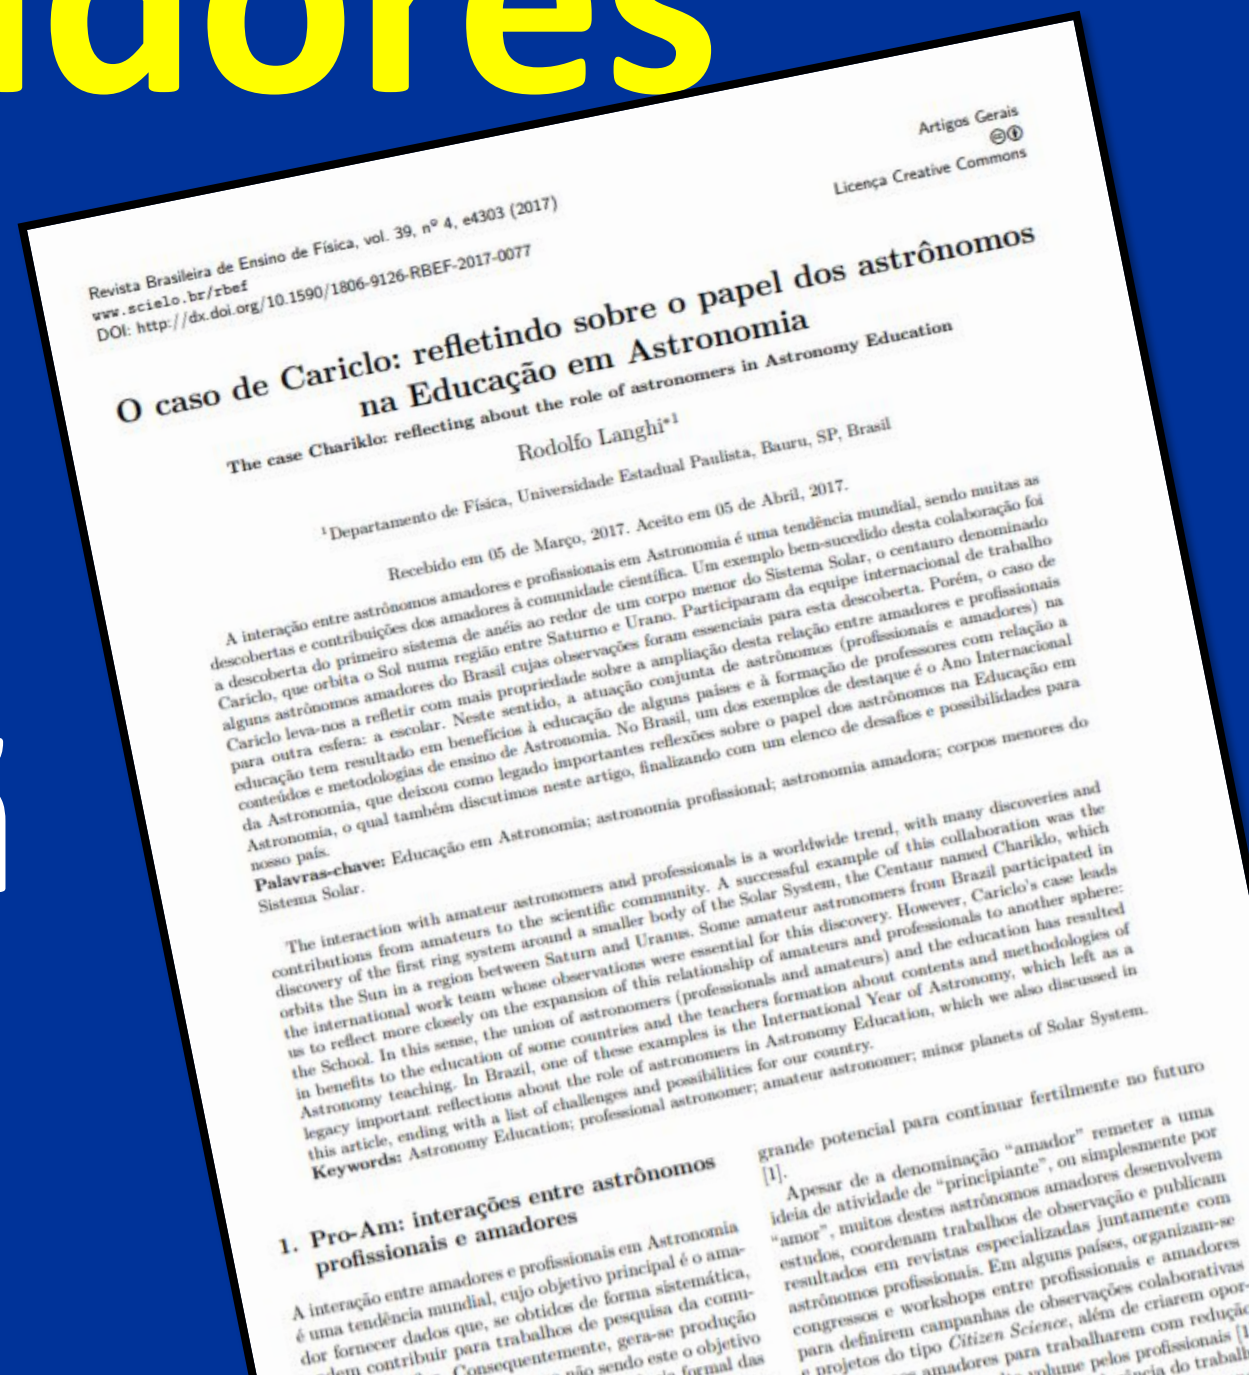 dores
Artigos Gerais
Licença Creative Commons
Revista Brasileira de Ensino de Física, vol. 39, nº 4, e4303 (2017)
www.scielo.br/rbef
DOI: http://dx.doi.org/10.1590/1806-9126-RBEF-2017-0077
O caso de Cariclo: refletindo sobre o papel dos astrônomos
na Educação em Astronomia
The case Chariklo: reflecting about the role of astronomers in Astronomy Education
Rodolfo Langhi*1
1Departamento de Física, Universidade Estadual Paulista, Bauru, SP, Brasil
Recebido em 05 de Março, 2017. Aceito em 05 de Abril, 2017.
A interação entre astrônomos amadores e profissionais em Astronomia é uma tendência mundial, sendo muitas as
descobertas e contribuições dos amadores à comunidade científica. Um exemplo bem-sucedido desta colaboração foi
a descoberta do primeiro sistema de anéis ao redor de um corpo menor do Sistema Solar, o centauro denominado
Cariclo, que orbita o Sol numa região entre Saturno e Urano. Participaram da equipe internacional de trabalho
alguns astrônomos amadores do Brasil cujas observações foram essenciais para esta descoberta. Porém, o caso de
Cariclo leva-nos a refletir com mais propriedade sobre a ampliação desta relação entre amadores e profissionais
para outra esfera: a escolar. Neste sentido, a atuação conjunta de astrônomos (profissionais e amadores) na
educação tem resultado em benefícios à educação de alguns países e à formação de professores com relação a
conteúdos e metodologias de ensino de Astronomia. No Brasil, um dos exemplos de destaque é o Ano Internacional
da Astronomia, que deixou como legado importantes reflexões sobre o papel dos astrônomos na Educação em
Astronomia, o qual também discutimos neste artigo, finalizando com um elenco de desafios e possibilidades para
nosso país.
Palavras-chave: Educação em Astronomia; astronomia profissional; astronomia amadora; corpos menores do
Sistema Solar.
The interaction with amateur astronomers and professionals is a worldwide trend, with many discoveries and
contributions from amateurs to the scientific community. A successful example of this collaboration was the
discovery of the first ring system around a smaller body of the Solar System, the Centaur named Chariklo, which
orbits the Sun in a region between Saturn and Uranus. Some amateur astronomers from Brazil participated in
the international work team whose observations were essential for this discovery. However, Cariclo's case leads
us to reflect more closely on the expansion of this relationship of amateurs and professionals to another sphere:
the School. In this sense, the union of astronomers (professionals and amateurs) and the education has resulted
in benefits to the education of some countries and the teachers formation about contents and methodologies of
Astronomy teaching. In Brazil, one of these examples is the International Year of Astronomy, which left as a
legacy important reflections about the role of astronomers in Astronomy Education, which we also discussed in
this article, ending with a list of challenges and possibilities for our country.
Keywords: Astronomy Education; professional astronomer; amateur astronomer; minor planets of Solar System.
1. Pro-Am: interações entre astrônomos
profissionais e amadores
A interação entre amadores e profissionais em Astronomia
é uma tendência mundial, cujo objetivo principal é o ama-
dor fornecer dados que, se obtidos de forma sistemática,
contribuir para trabalhos de pesquisa da comu-
Consequentemente, gera-se produção
não sendo este o objetivo
formal das
grande potencial para continuar fertilmente no futuro
[1].
Apesar de a denominação “amador” remeter a uma
ideia de atividade de “principiante”, ou simplesmente por
“amor”, muitos destes astrônomos amadores desenvolvem
estudos, coordenam trabalhos de observação e publicam
resultados em revistas especializadas juntamente com
astrônomos profissionais. Em alguns países, organizam-se
congressos e workshops entre profissionais e amadores
para definirem campanhas de observações colaborativas
e projetos do tipo Citizen Science, além de criarem opor-
amadores para trabalharem com redução
volume pelos profissionais
do